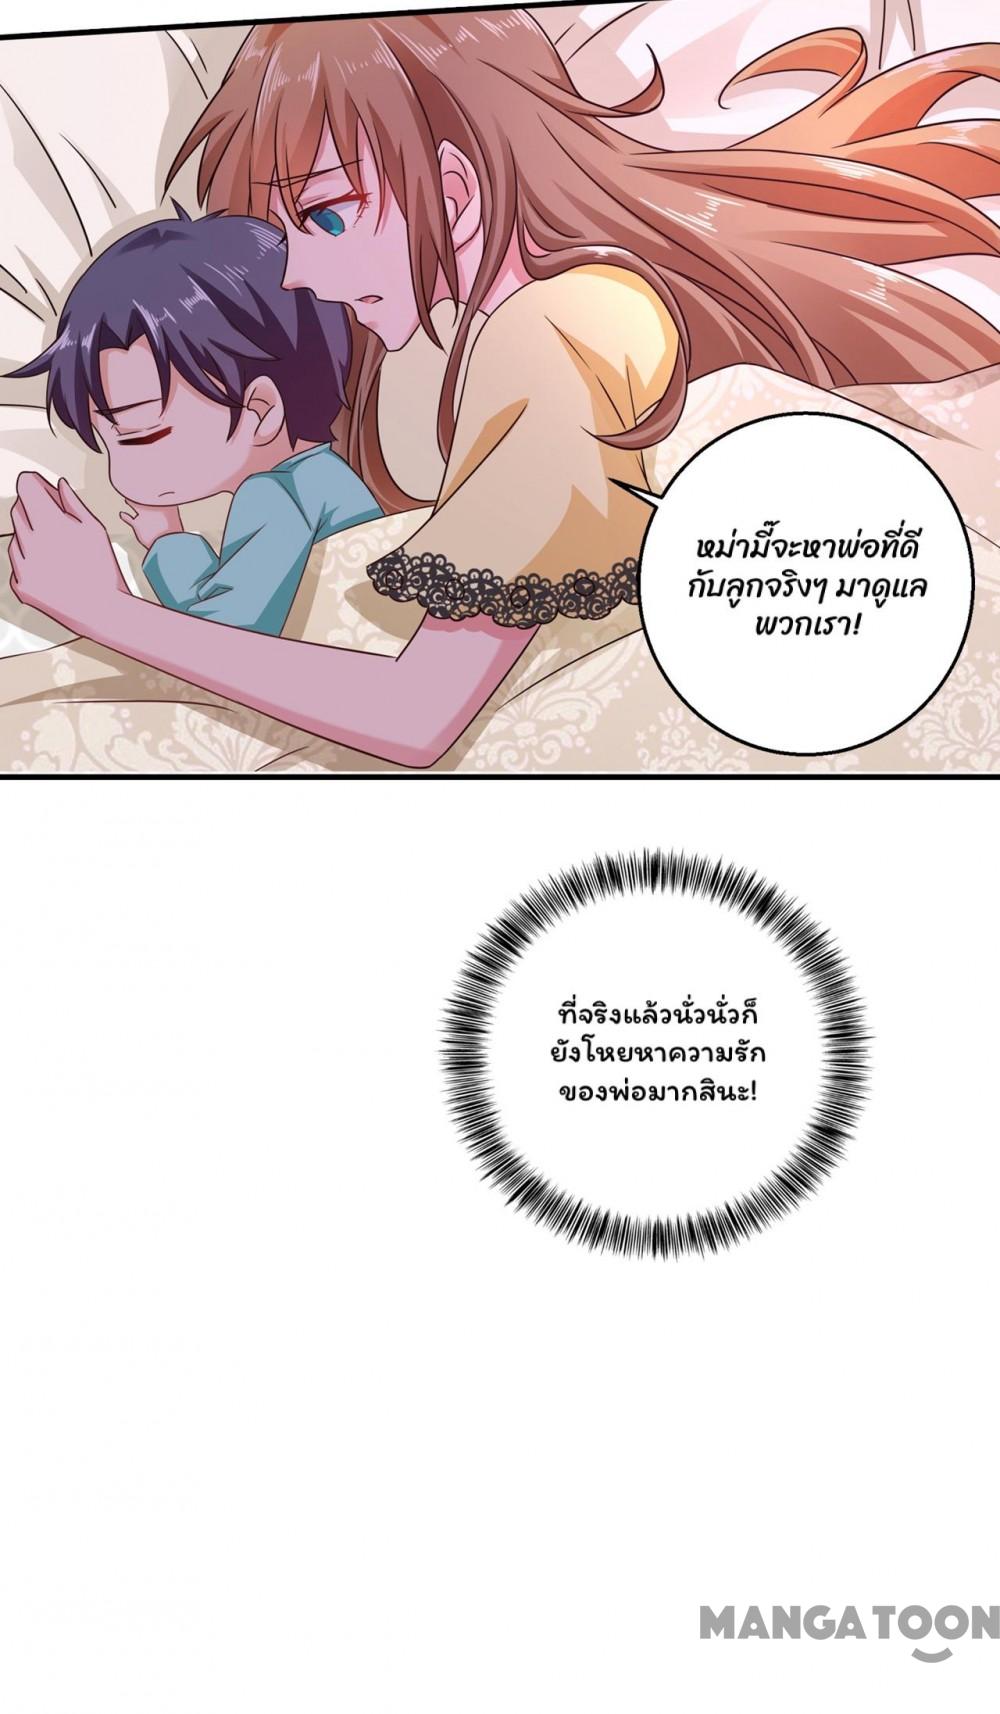 หม่ามี๊จะหาพ่อที่ดี
กับลูกจริงๆ มาดูแล
พวกเรา!
ที่จริงแล้วนั่วนั่วก็
ยังโหยหาความรัก
ของพ่อมากสินะ!
MANGATOON